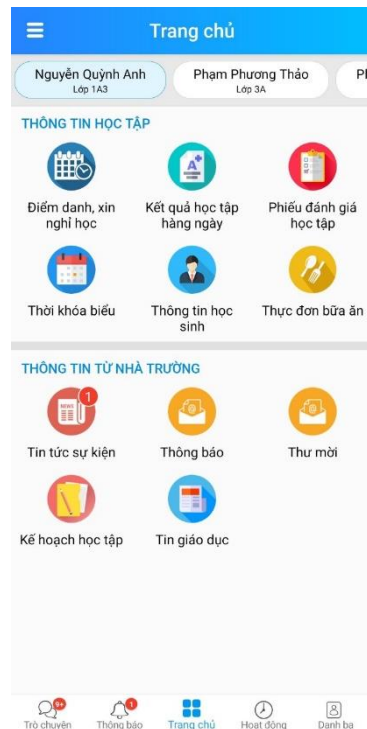 Trang chủ
Nguyễn Quỳnh Anh
Lớp 1A3
Phạm Phương Thảo
Lớp 3A
THÔNG TIN HỌC TẬP
Điểm danh, xin
nghỉ học
Kết quả học tập
hàng ngày
Phiếu đánh giá
học tập
Thời khóa biểu
Thông tin học
sinh
Thực đơn bữa ăn
THÔNG TIN TỪ NHÀ TRƯỜNG
NEWS
1
Tin tức sự kiện
Thông báo
Thư mời
Kế hoạch học tập
Tin giáo dục
9+
Trò chuyện
1
Thông báo
Trang chủ
Hoạt động
Danh bạ